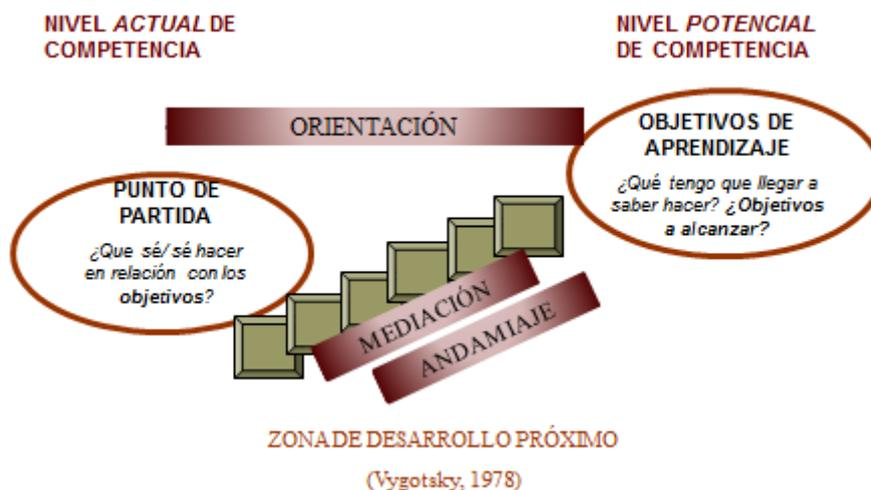 NIVEL ACTUAL DE
COMPETENCIA
NIVEL POTENCIAL
DE COMPETENCIA
ORIENTACIÓN
OBJETIVOS DE
APRENDIZAJE
¿Qué tengo que llegar a
saber hacer? ¿Objetivos
a alcanzar?
PUNTO DE
PARTIDA
¿Que sé/ sé hacer
en relación con los
objetivos?
MEDIACIÓN
ANDAMIAJE
ZONA DE DESARROLLO PRÓXIMO
(Vygotsky, 1978)